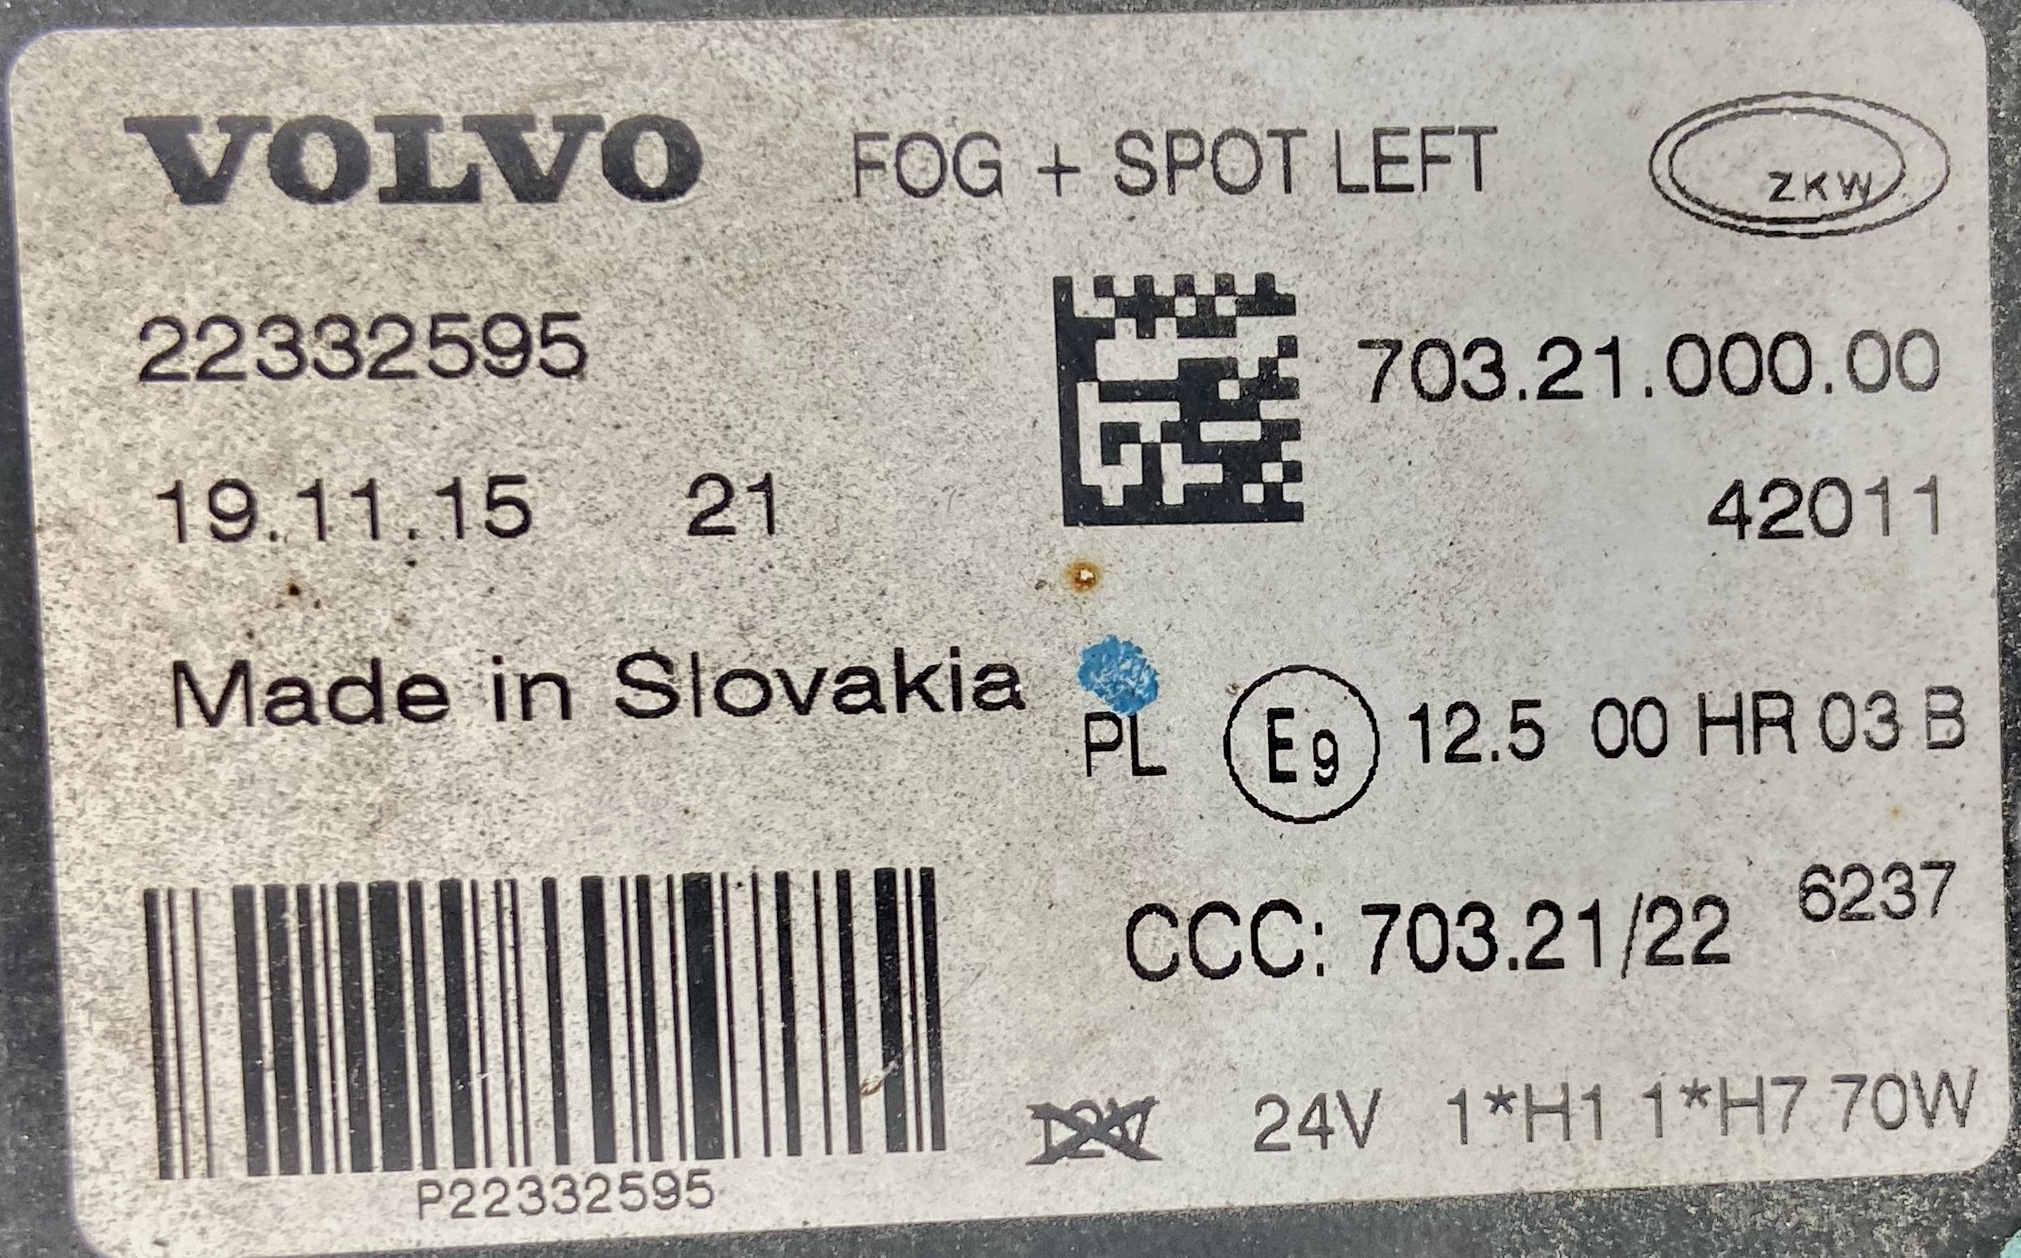 VOLVO FOG + SPOT LEFT ZKW
22332595 703.21.000.00
19.11.15 21 42011
Made in Slovakia PL E9 12.5 00 HR 03 B
CCC: 703.21/22 6237
12V 24V 1*H1 1*H7 70W
P22332595